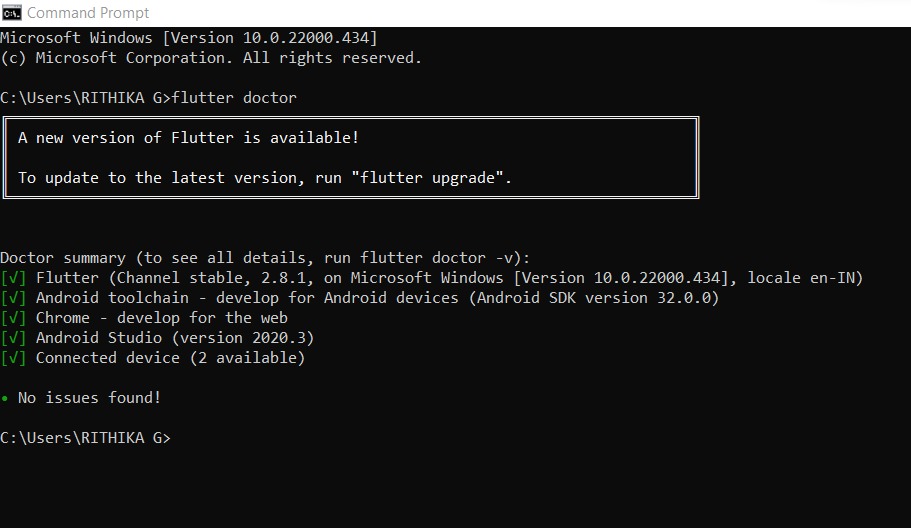 Command Prompt
Microsoft Windows [Version 10.0.22000.434]
(c) Microsoft Corporation. All rights reserved.
C:\Users\RITHIKA G>flutter doctor
A new version of Flutter is available!
To update to the latest version, run "flutter upgrade".
Doctor summary (to see all details, run flutter doctor -v):
[√] Flutter (Channel stable, 2.8.1, on Microsoft Windows [Version 10.0.22000.434], locale en-IN)
[√] Android toolchain - develop for Android devices (Android SDK version 32.0.0)
[√] Chrome - develop for the web
[√] Android Studio (version 2020.3)
[√] Connected device (2 available)
• No issues found!
C:\Users\RITHIKA G>